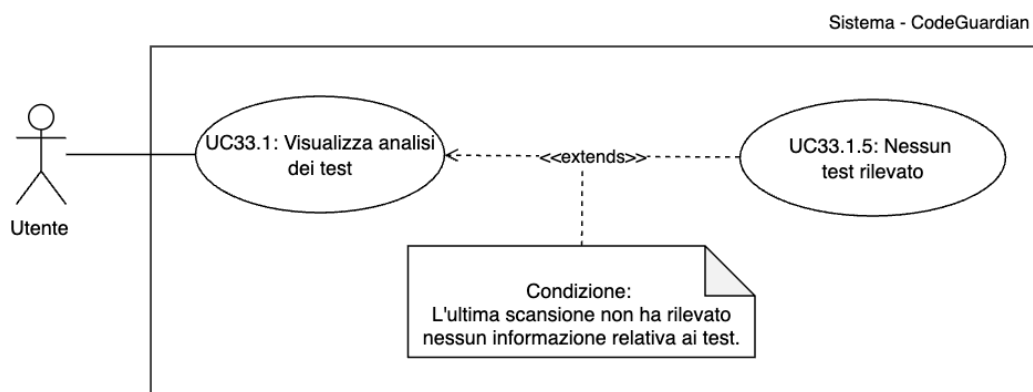 Sistema - CodeGuardian
UC33.1: Visualizza analisi
dei test
<<extends>>
UC33.1.5: Nessun
test rilevato
Utente
Condizione:
L'ultima scansione non ha rilevato
nessun informazione relativa ai test.